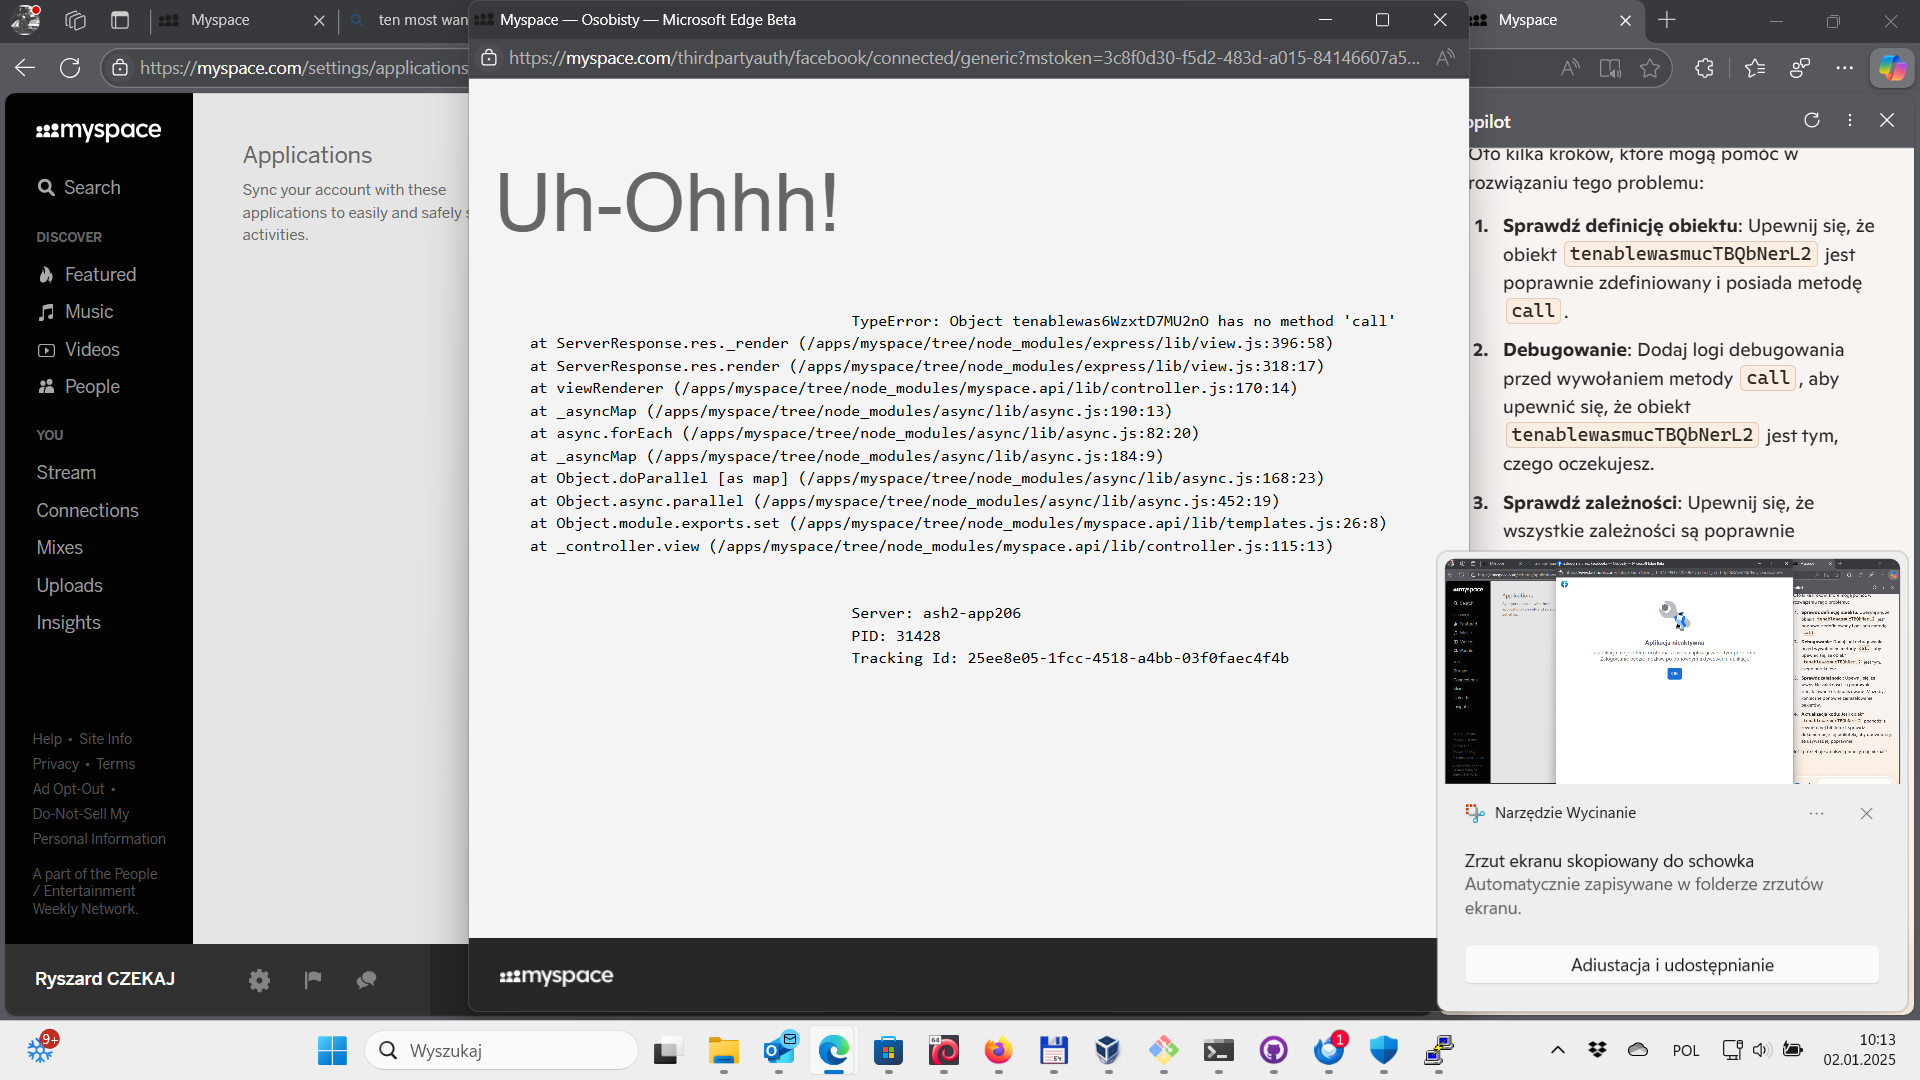 Myspace
ten most wan
Myspace — Osobisty — Microsoft Edge Beta
Myspace
https://myspace.com/settings/applications
https://myspace.com/thirdpartyauth/facebook/connected/generic?mstoken=3c8f0d30-f5d2-483d-a015-84146607a5...
myspace
Search
DISCOVER
Featured
Music
Videos
People
YOU
Stream
Connections
Mixes
Uploads
Insights
Help • Site Info
Privacy • Terms
Ad Opt-Out •
Do-Not-Sell My
Personal Information
A part of the People
/ Entertainment
Weekly Network.
Ryszard CZEKAJ
Applications
Sync your account with these
applications to easily and safely s
activities.
Uh-Ohhh!
TypeError: Object tenablewas6WzxtD7MU2nO has no method 'call'
at ServerResponse.res._render (/apps/myspace/tree/node_modules/express/lib/view.js:396:58)
at ServerResponse.res.render (/apps/myspace/tree/node_modules/express/lib/view.js:318:17)
at viewRenderer (/apps/myspace/tree/node_modules/myspace.api/lib/controller.js:170:14)
at _asyncMap (/apps/myspace/tree/node_modules/async/lib/async.js:190:13)
at async.forEach (/apps/myspace/tree/node_modules/async/lib/async.js:82:20)
at _asyncMap (/apps/myspace/tree/node_modules/async/lib/async.js:184:9)
at Object.doParallel [as map] (/apps/myspace/tree/node_modules/async/lib/async.js:168:23)
at Object.async.parallel (/apps/myspace/tree/node_modules/async/lib/async.js:452:19)
at Object.module.exports.set (/apps/myspace/tree/node_modules/myspace.api/lib/templates.js:26:8)
at _controller.view (/apps/myspace/tree/node_modules/myspace.api/lib/controller.js:115:13)
Server: ash2-app206
PID: 31428
Tracking Id: 25ee8e05-1fcc-4518-a4bb-03f0faec4f4b
myspace
opilot
Oto kilka kroków, które mogą pomóc w
rozwiązaniu tego problemu:
1. Sprawdź definicję obiektu: Upewnij się, że
obiekt tenablewasmucTBQbNerL2 jest
poprawnie zdefiniowany i posiada metodę
call.
2. Debugowanie: Dodaj logi debugowania
przed wywołaniem metody call, aby
upewnić się, że obiekt
tenablewasmucTBQbNerL2 jest tym,
czego oczekujesz.
3. Sprawdź zależności: Upewnij się, że
wszystkie zależności są poprawnie
Aplikacja nieaktywna
OK
Narzędzie Wycinanie
Zrzut ekranu skopiowany do schowka
Automatycznie zapisywane w folderze zrzutów
ekranu.
Adiustacja i udostępnianie
9+
Wyszukaj
64
64
1
POL
10:13
02.01.2025